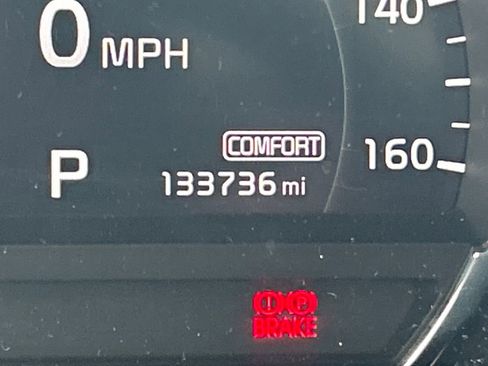 140
0 MPH
COMFORT
160
P
133736 mi
(!) (P)
BRAKE